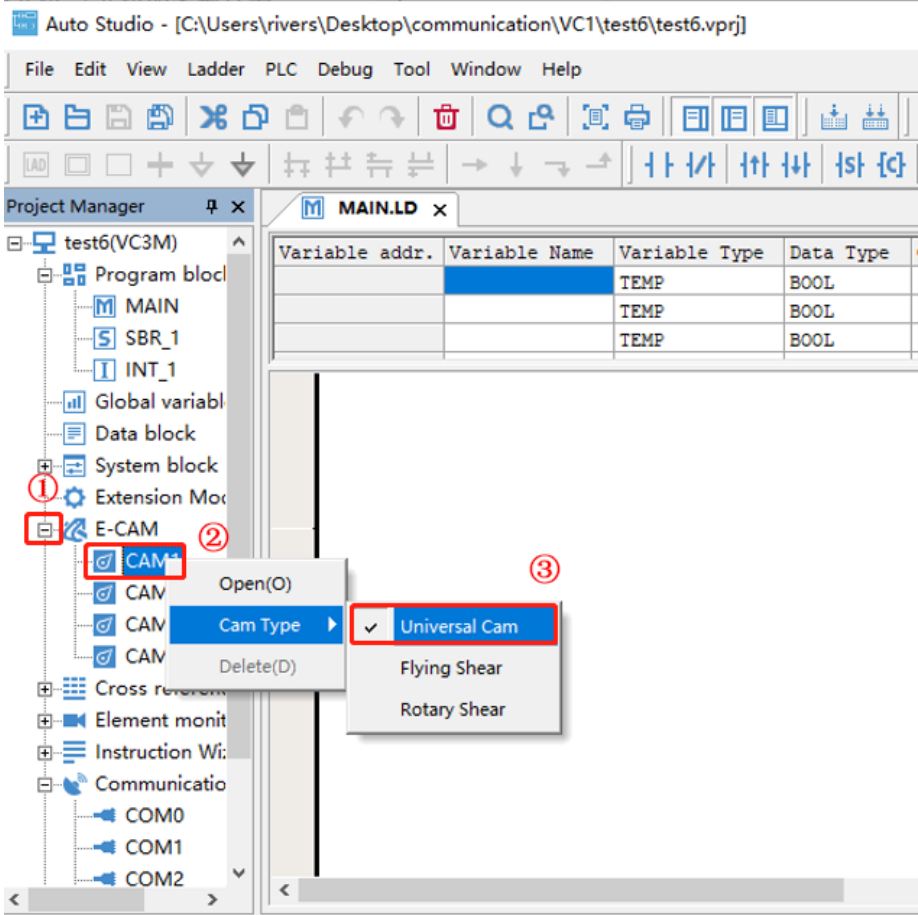 Auto Studio - [C:\Users\rivers\Desktop\communication\VC1\test6\test6.vprj]
File Edit View Ladder PLC Debug Tool Window Help
LAD
Project Manager
MAIN.LD
test6(VC3M)
Program bloc
MAIN
SBR_1
INT_1
Global variabl
Data block
System block
①
Extension Mo
E-CAM
②
CAM1
CAM
CAM
CAM
Cross referen
Element monit
Instruction Wi
Communicatio
COM0
COM1
COM2
Variable addr. Variable Name Variable Type Data Type
TEMP BOOL
TEMP BOOL
TEMP BOOL
Open(O)
Cam Type
Delete(D)
③
Universal Cam
Flying Shear
Rotary Shear